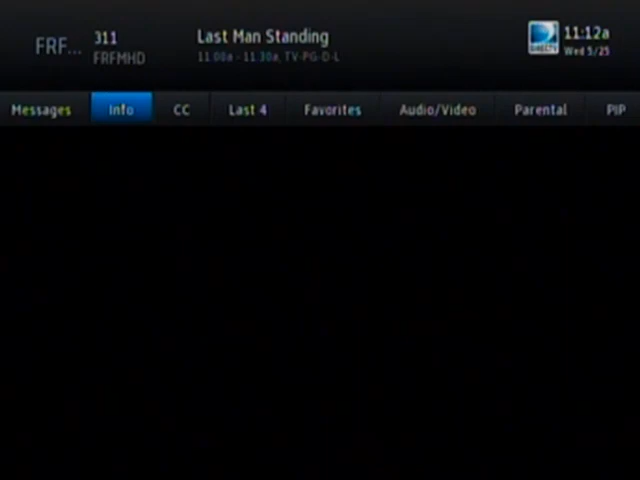 FRF...
311
FRFMHD
Last Man Standing
11:00a - 11:30a, TV-PG-D-L
DIRECTV
11:12a
Wed 5/25
Messages Info CC Last 4 Favorites Audio/Video Parental PIP